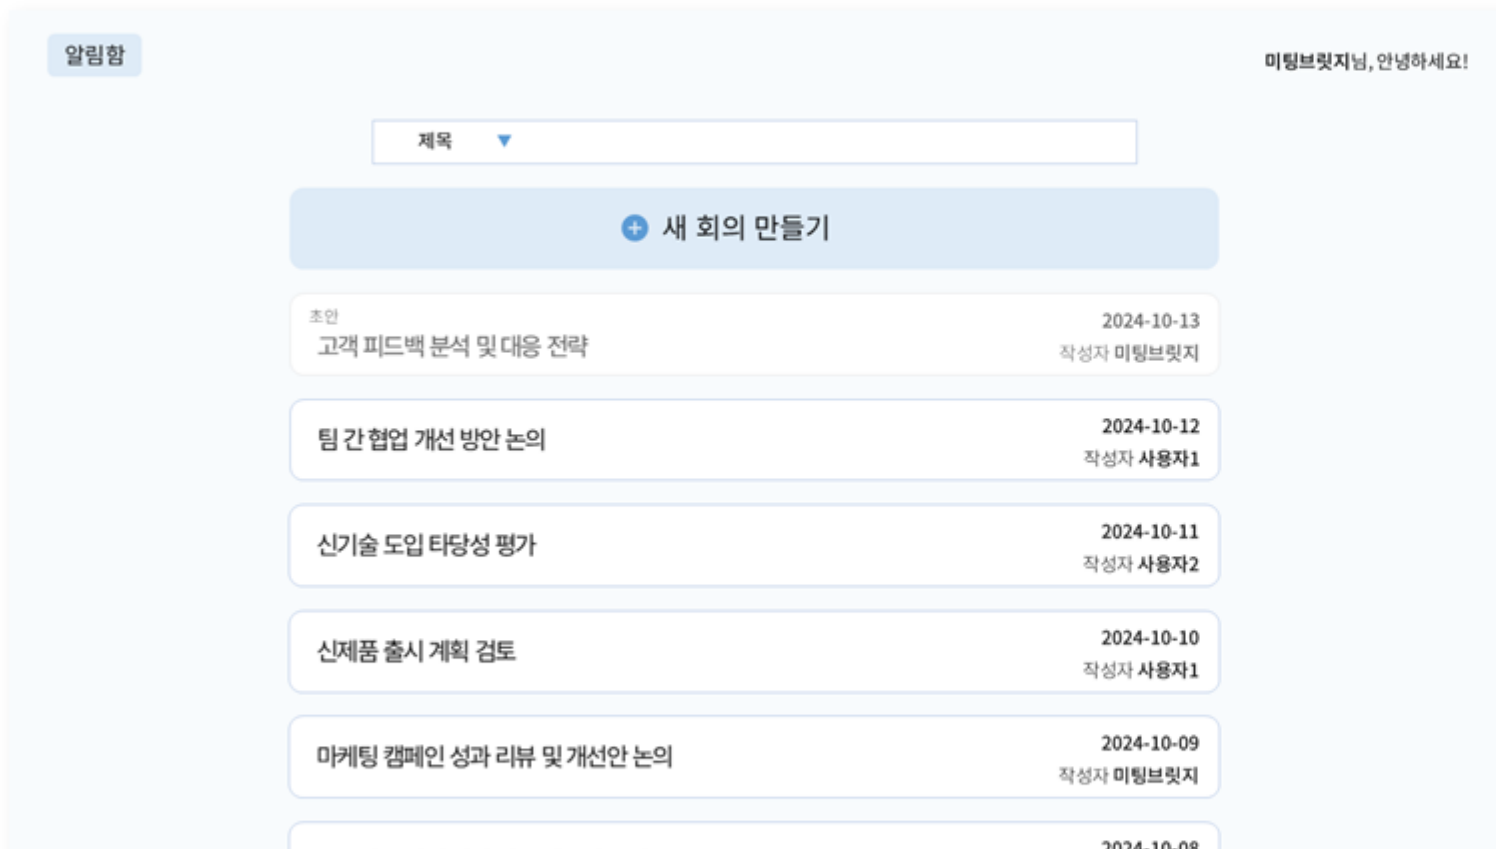 알림함
미팅브릿지님, 안녕하세요!
제목
새 회의 만들기
초안
고객 피드백 분석 및 대응 전략
2024-10-13
작성자 미팅브릿지
팀 간 협업 개선 방안 논의
2024-10-12
작성자 사용자1
신기술 도입 타당성 평가
2024-10-11
작성자 사용자2
신제품 출시 계획 검토
2024-10-10
작성자 사용자1
마케팅 캠페인 성과 리뷰 및 개선안 논의
2024-10-09
작성자 미팅브릿지
2024-10-08